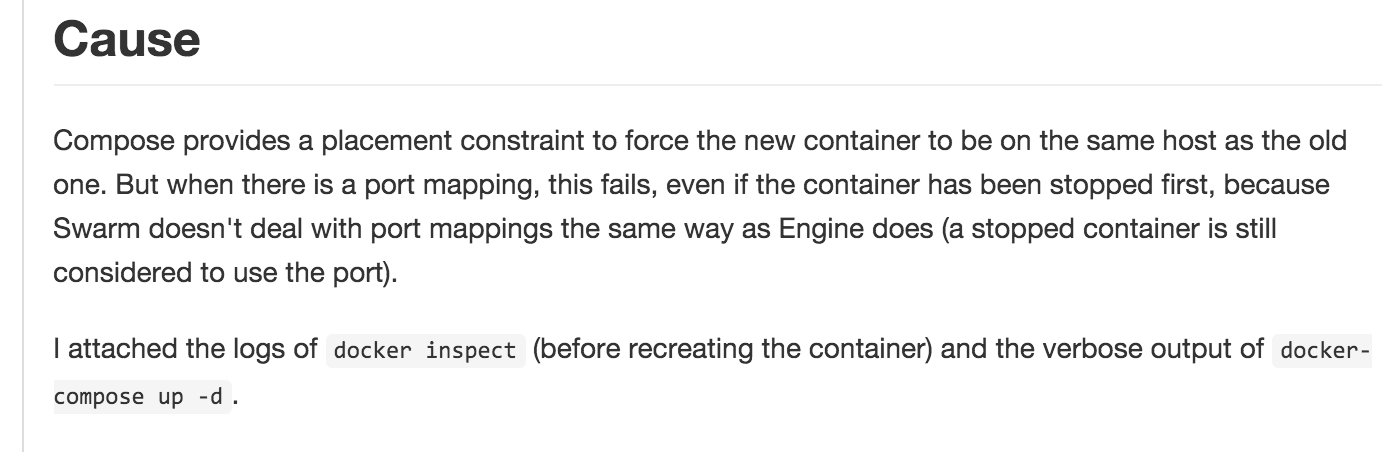 Cause
Compose provides a placement constraint to force the new container to be on the same host as the old
one. But when there is a port mapping, this fails, even if the container has been stopped first, because
Swarm doesn't deal with port mappings the same way as Engine does (a stopped container is still
considered to use the port).
I attached the logs of docker inspect (before recreating the container) and the verbose output of docker-
compose up -d.